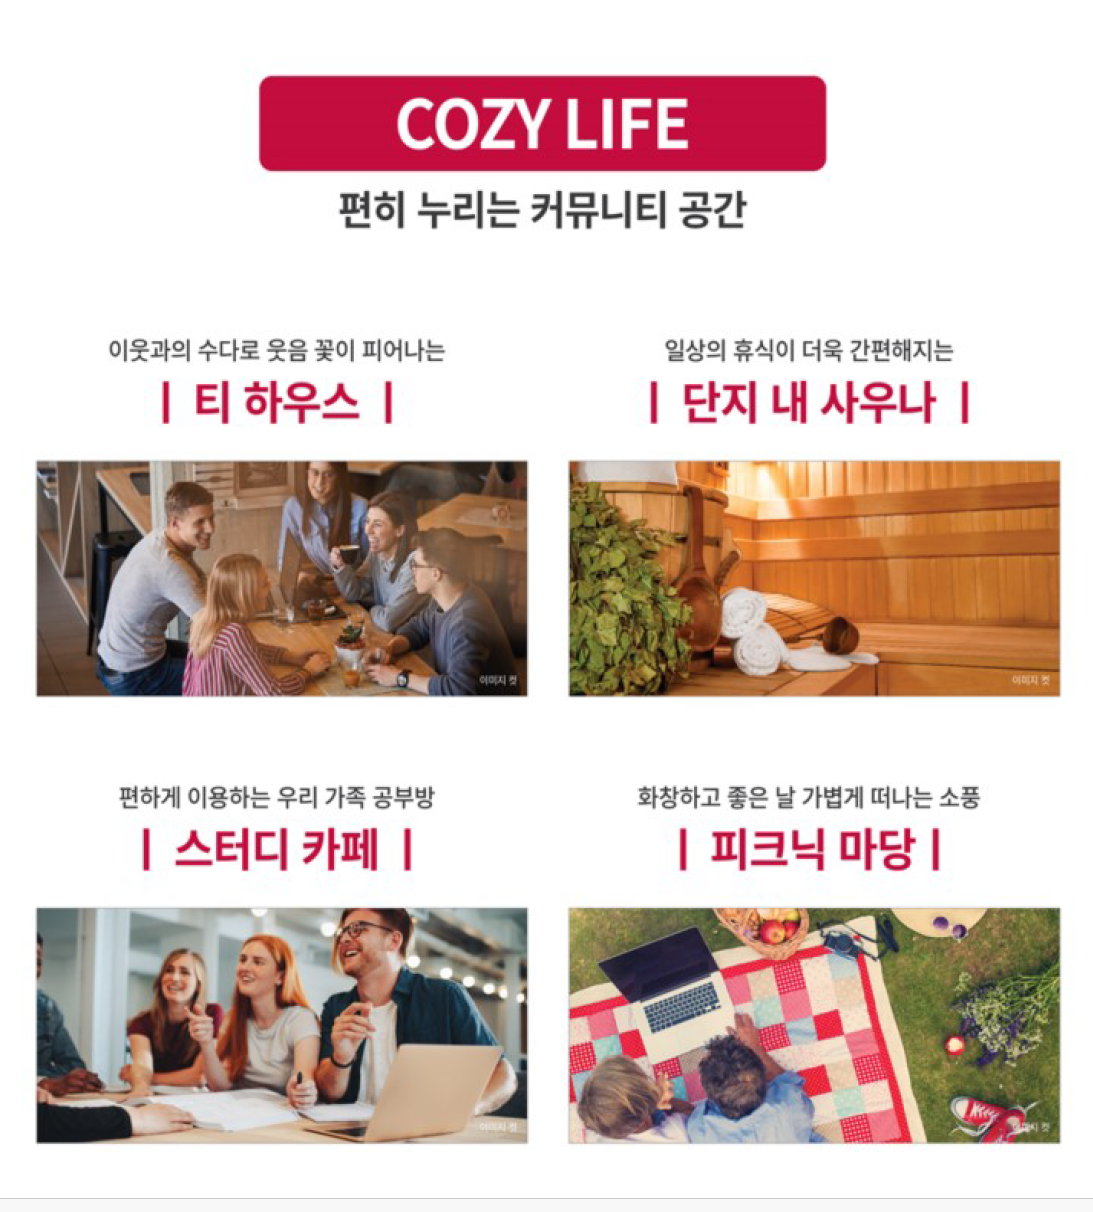 COZY LIFE
편히 누리는 커뮤니티 공간
이웃과의 수다로 웃음 꽃이 피어나는
| 티 하우스 |
이미지 컷
일상의 휴식이 더욱 간편해지는
| 단지 내 사우나 |
이미지 컷
편하게 이용하는 우리 가족 공부방
| 스터디 카페 |
이미지 컷
화창하고 좋은 날 가볍게 떠나는 소풍
| 피크닉 마당 |
이미지 컷